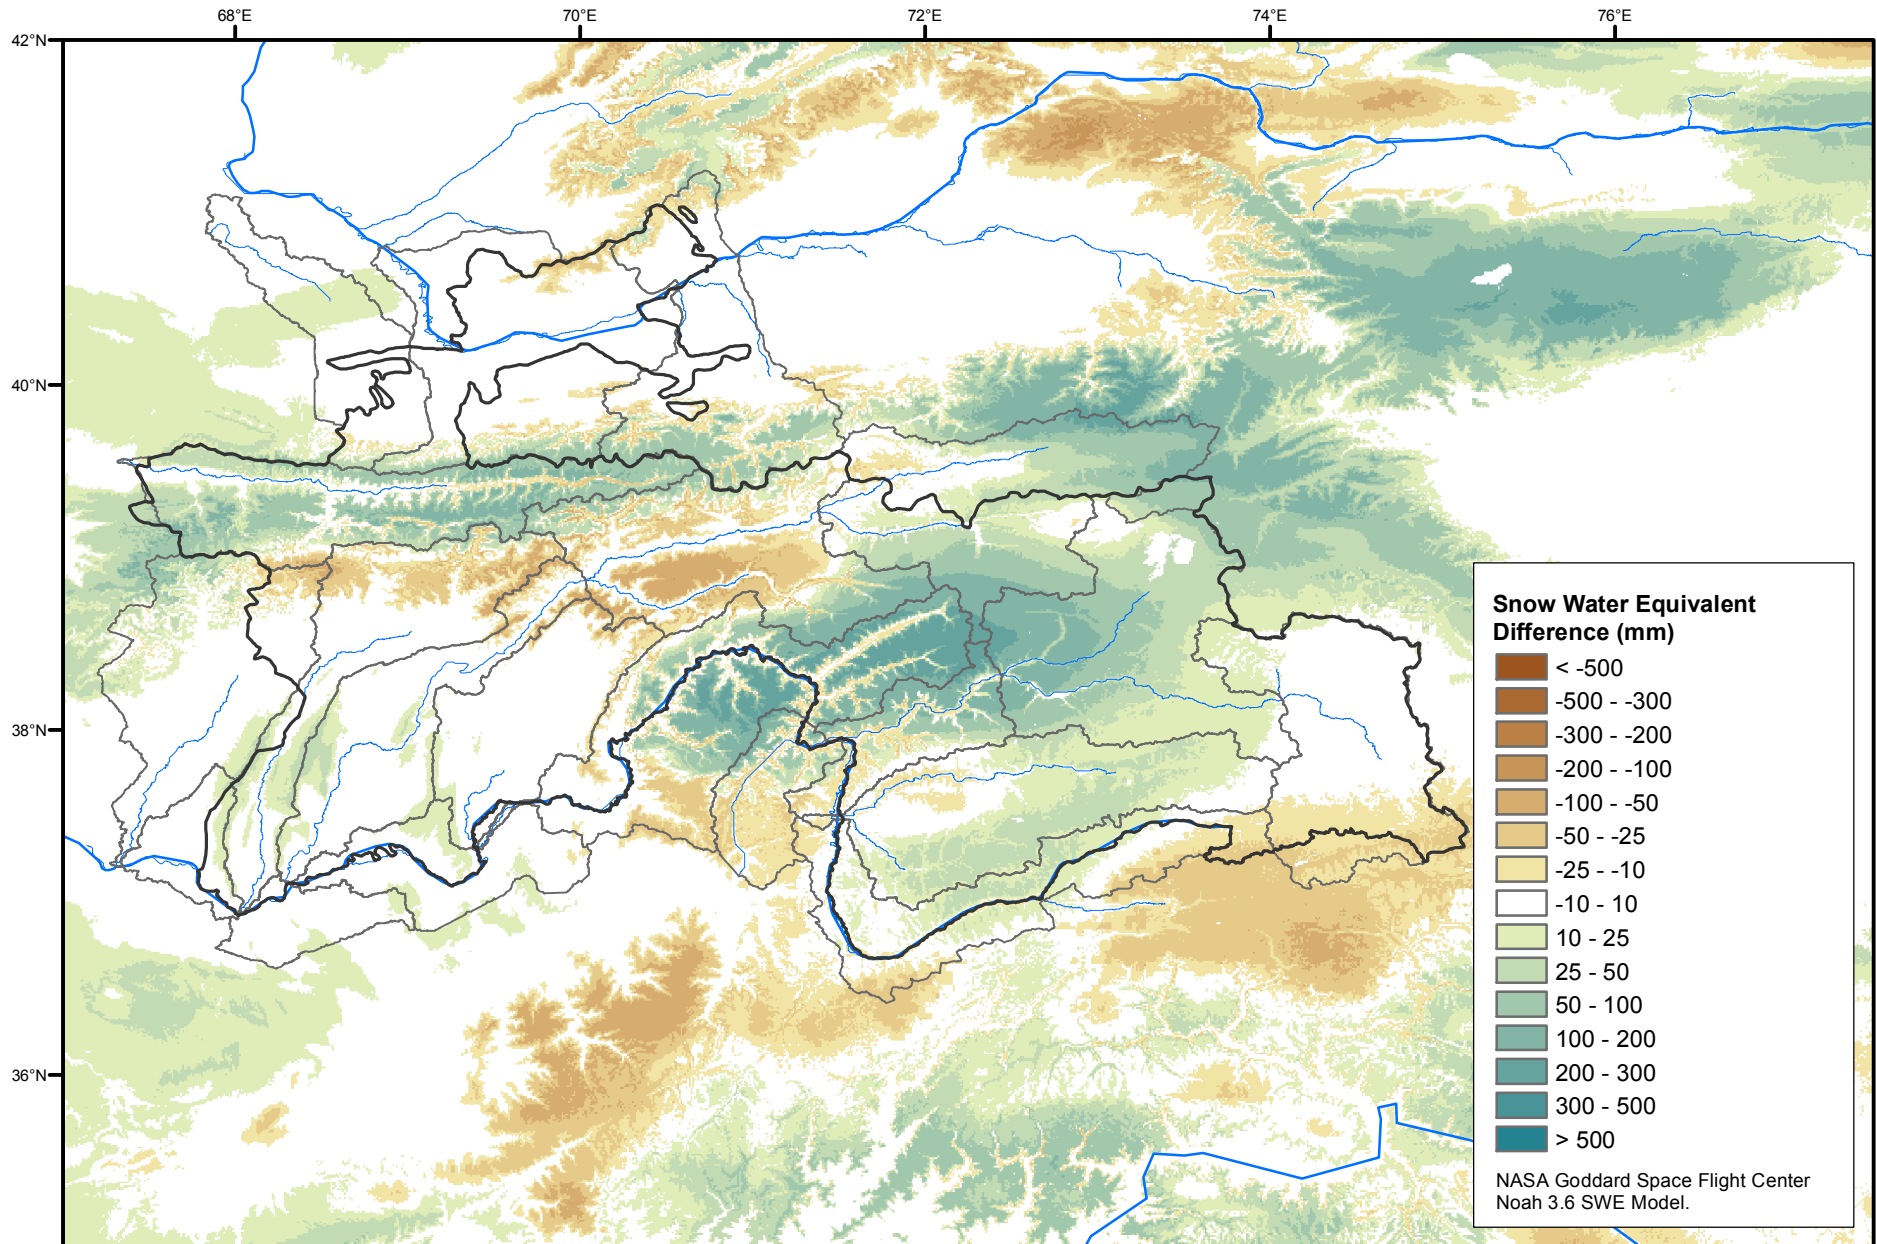 68°E 70°E 72°E 74°E 76°E
42°N
40°N
38°N
36°N
Snow Water Equivalent
Difference (mm)
< -500
-500 - -300
-300 - -200
-200 - -100
-100 - -50
-50 - -25
-25 - -10
-10 - 10
10 - 25
25 - 50
50 - 100
100 - 200
200 - 300
300 - 500
> 500
NASA Goddard Space Flight Center
Noah 3.6 SWE Model.